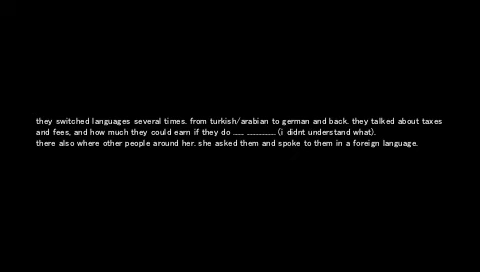 they switched languages several times. from turkish/arabian to german and back. they talked about taxes
and fees, and how much they could earn if they do ..... .............. (i didnt understand what).
there also where other people around her. she asked them and spoke to them in a foreign language.